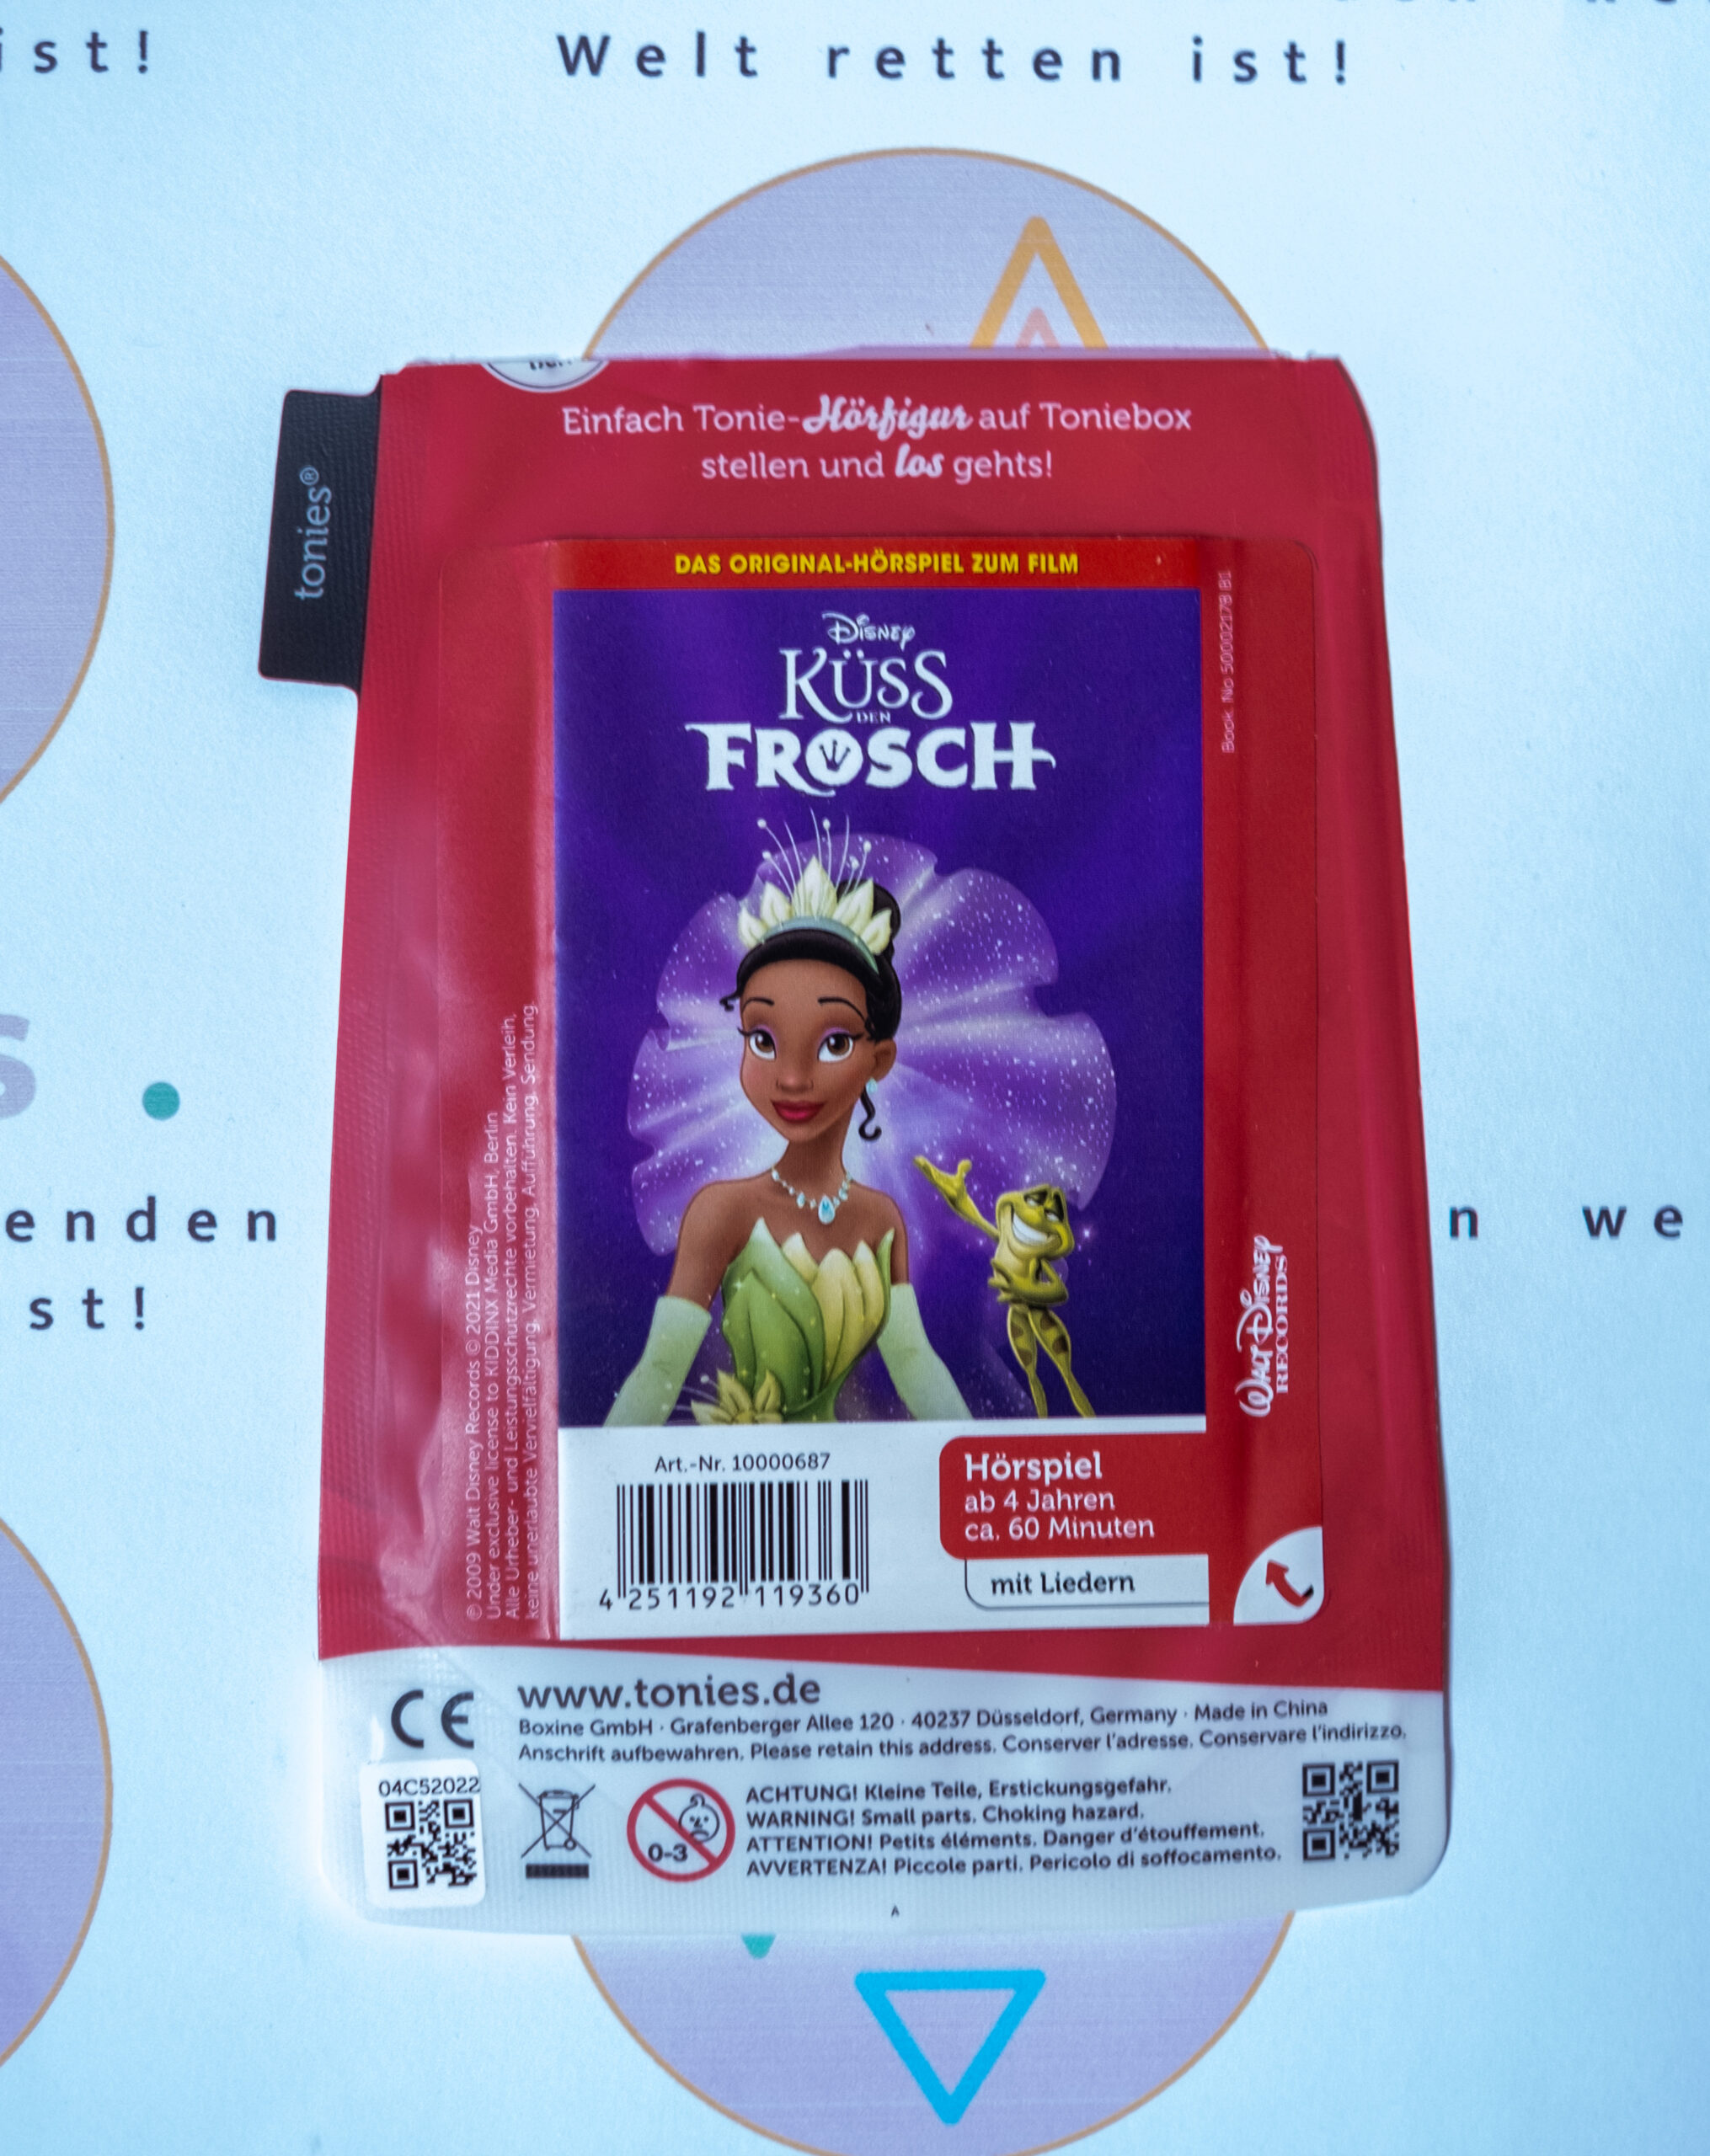 ist!
Welt retten ist!
tonies®
Einfach Tonie-Hörfigur auf Toniebox
stellen und los gehts!
DAS ORIGINAL-HÖRSPIEL ZUM FILM
Disney
KÜSS
DEN
FROSCH
Book No 50002178 B1
℗ 2009 Walt Disney Records © 2021 Disney
Under exclusive license to KIDDINX Media GmbH, Berlin
Alle Urheber- und Leistungsschutzrechte vorbehalten. Kein Verleih,
keine unerlaubte Vervielfältigung, Vermietung, Aufführung, Sendung.
WALT DISNEY
RECORDS
s.
enden
n we
st!
Art.-Nr. 10000687
4 251192 119360
Hörspiel
ab 4 Jahren
ca. 60 Minuten
mit Liedern
CE
www.tonies.de
Boxine GmbH · Grafenberger Allee 120 · 40237 Düsseldorf, Germany · Made in China
Anschrift aufbewahren. Please retain this address. Conserver l'adresse. Conservare l'indirizzo.
04C52022
0-3
ACHTUNG! Kleine Teile, Erstickungsgefahr.
WARNING! Small parts. Choking hazard.
ATTENTION! Petits éléments. Danger d'étouffement.
AVVERTENZA! Piccole parti. Pericolo di soffocamento.
A